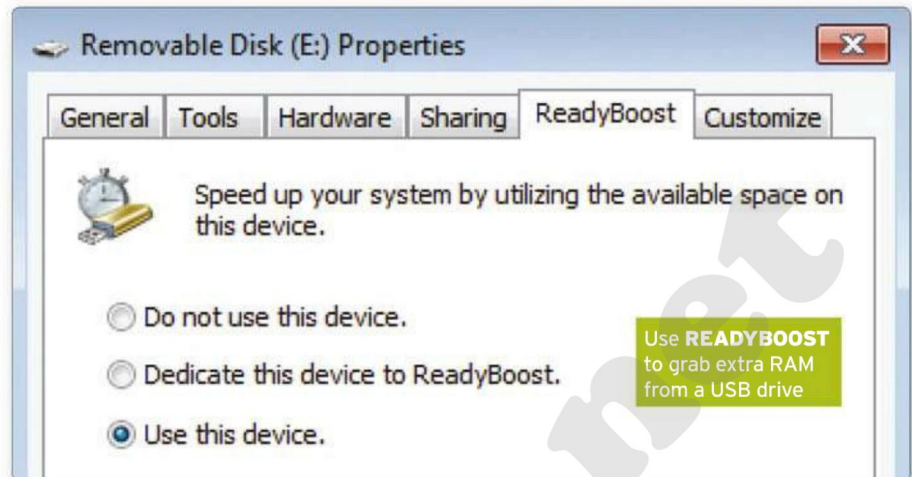 Removable Disk (E:) Properties
General Tools Hardware Sharing ReadyBoost Customize
Speed up your system by utilizing the available space on
this device.
Do not use this device.
Dedicate this device to ReadyBoost.
Use this device.
Use READYBOOST
to grab extra RAM
from a USB drive
net